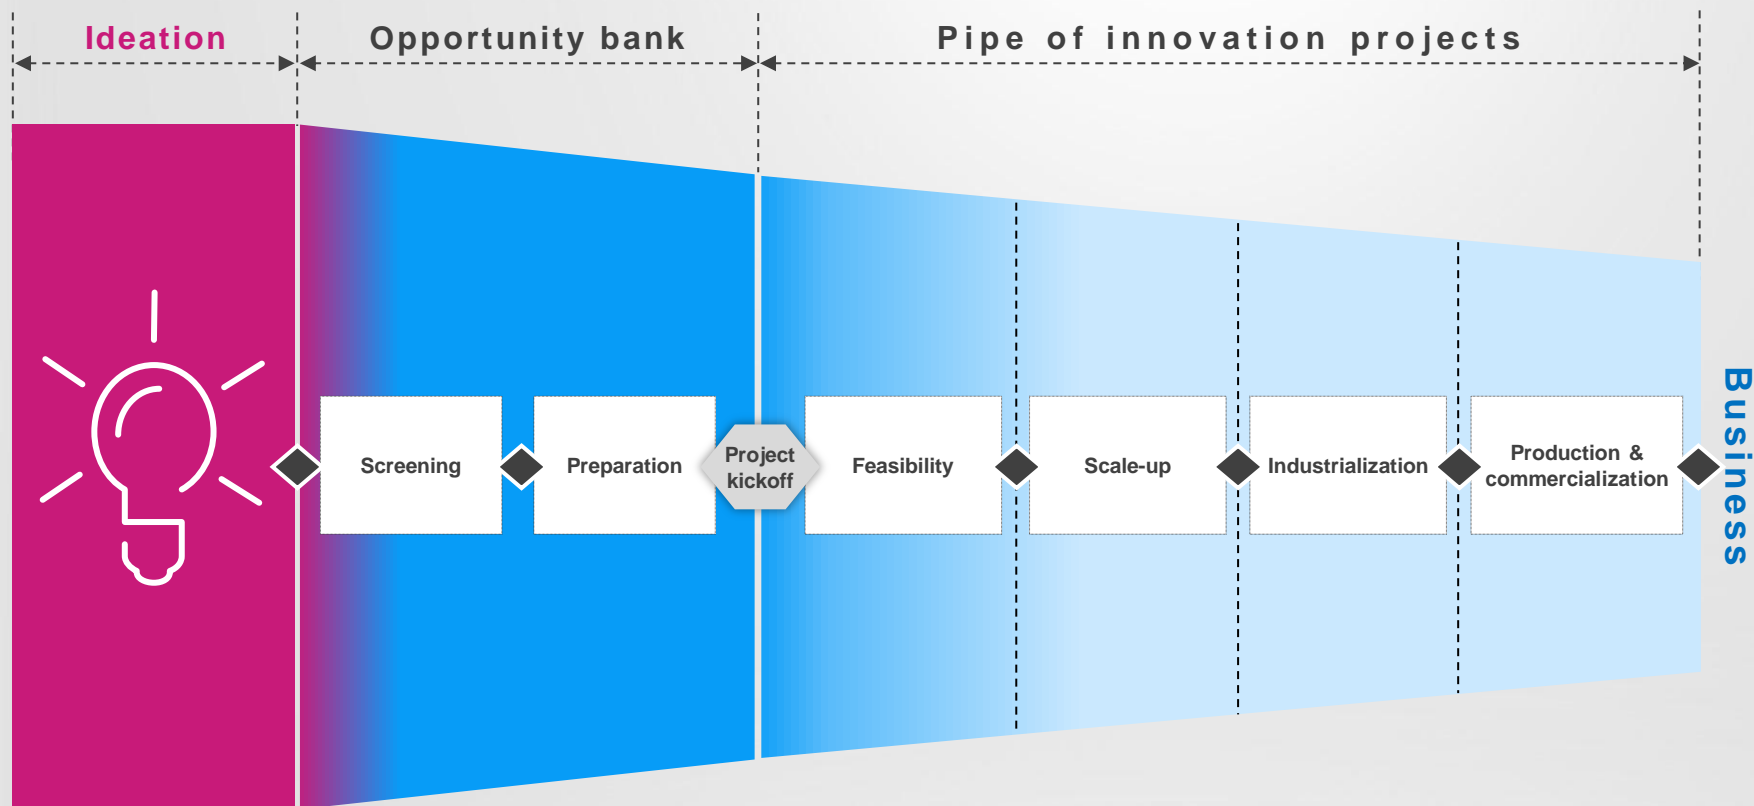 Ideation
Opportunity bank
Pipe of innovation projects
Screening
Preparation
Project
kickoff
Feasibility
Scale-up
Industrialization
Production &
commercialization
Business